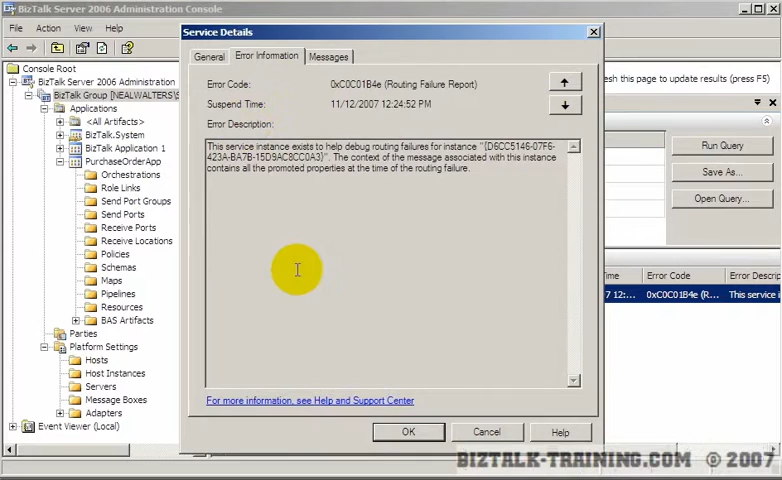 BizTalk Server 2006 Administration Console
File Action View Help
Console Root
BizTalk Server 2006 Administration
BizTalk Group [NEALWALTERS\S
Applications
<All Artifacts>
BizTalk.System
BizTalk Application 1
PurchaseOrderApp
Orchestrations
Role Links
Send Port Groups
Send Ports
Receive Ports
Receive Locations
Policies
Schemas
Maps
Pipelines
Resources
BAS Artifacts
Parties
Platform Settings
Hosts
Host Instances
Servers
Message Boxes
Adapters
Event Viewer (Local)
Service Details
General Error Information Messages
Error Code: 0xC0C01B4e (Routing Failure Report)
Suspend Time: 11/12/2007 12:24:52 PM
Error Description:
This service instance exists to help debug routing failures for instance "{D6CC5146-07F6-
423A-BA7B-15D9AC8CC0A3}". The context of the message associated with this instance
contains all the promoted properties at the time of the routing failure.
For more information, see Help and Support Center
OK Cancel Help
esh this page to update results (press F5)
Run Query
Save As...
Open Query...
Time Error Code Error Descrip
7 12:... 0xC0C01B4e (R... This service i
BIZTALK-TRAINING.COM © 2007